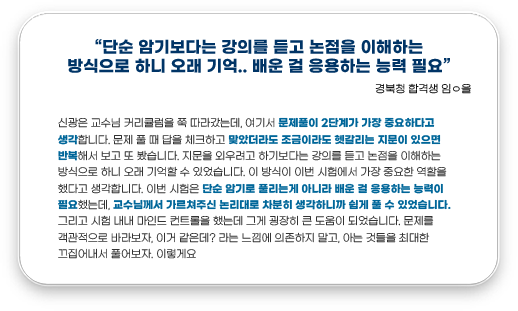 “단순 암기보다는 강의를 듣고 논점을 이해하는
방식으로 하니 오래 기억.. 배운 걸 응용하는 능력 필요”
경북청 합격생 임ㅇ을
신광은 교수님 커리큘럼을 쭉 따라갔는데, 여기서 문제풀이 2단계가 가장 중요하다고
생각합니다. 문제 풀 때 답을 체크하고 맞았더라도 조금이라도 헷갈리는 지문이 있으면
반복해서 보고 또 봤습니다. 지문을 외우려고 하기보다는 강의를 듣고 논점을 이해하는
방식으로 해서 오래 기억할 수 있었습니다. 이 방식이 이번 시험에서 가장 중요한 역할을
했다고 생각합니다. 이번 시험은 단순 암기로 풀리는게 아니라 배운 걸 응용하는 능력이
필요했는데, 교수님께서 가르쳐주신 논리대로 차분히 생각하니까 쉽게 풀 수 있었습니다.
그리고 시험 내내 마인드 컨트롤을 했는데 그게 굉장히 큰 도움이 되었습니다. 문제를
객관적으로 바라보자, 이거 같은데? 라는 느낌에 의존하지 말고, 아는 것들을 최대한
끄집어내서 풀어보자. 이렇게요